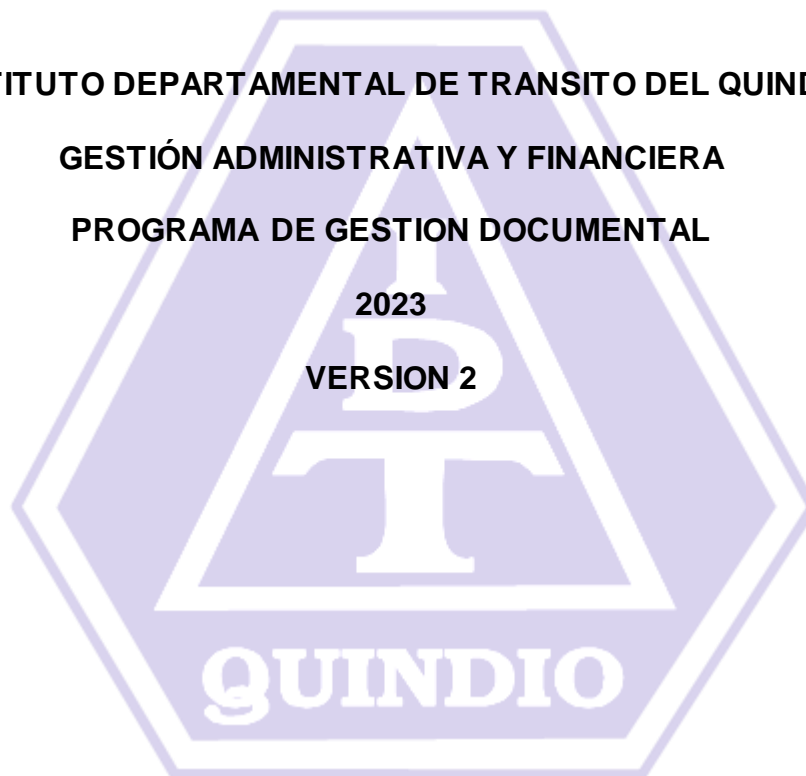 TITUTO DEPARTAMENTAL DE TRANSITO DEL QUIND
GESTIÓN ADMINISTRATIVA Y FINANCIERA
PROGRAMA DE GESTION DOCUMENTAL
2023
VERSION 2
I
D
T
QUINDIO